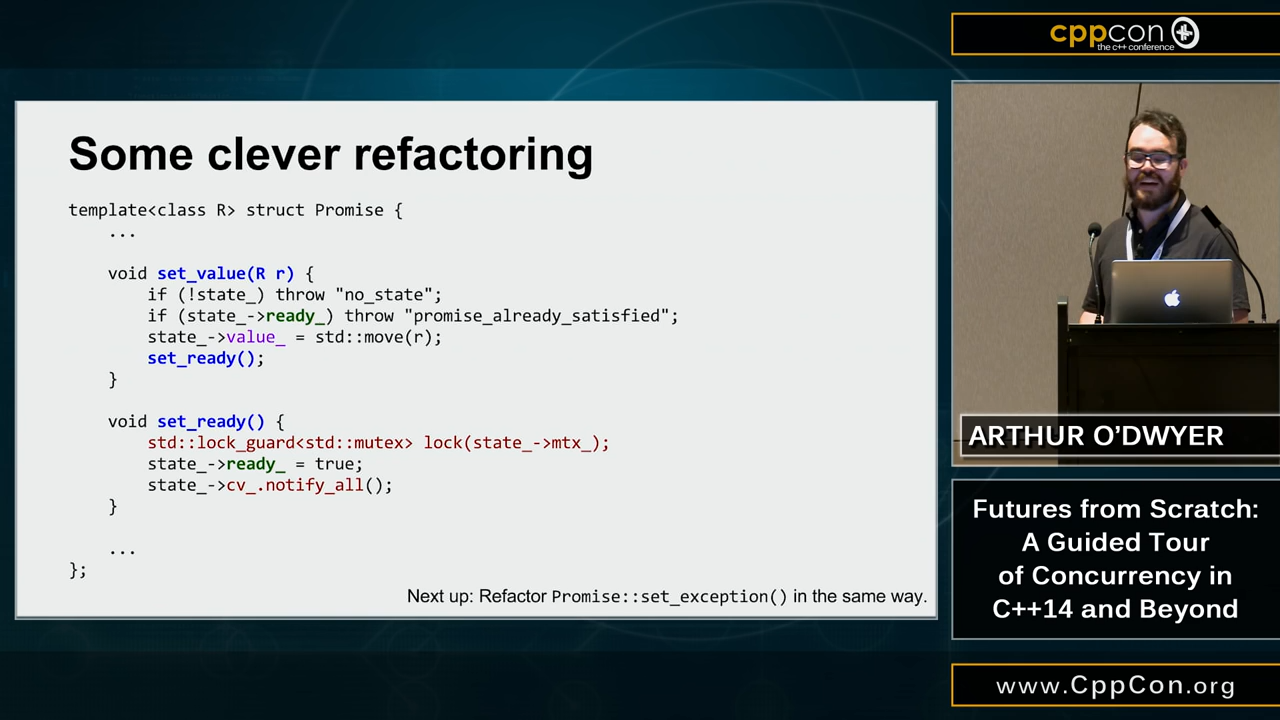 Some clever refactoring
template<class R> struct Promise {
...
void set_value(R r) {
if (!state_) throw "no_state";
if (state_->ready_) throw "promise_already_satisfied";
state_->value_ = std::move(r);
set_ready();
}
void set_ready() {
std::lock_guard<std::mutex> lock(state_->mtx_);
state_->ready_ = true;
state_->cv_.notify_all();
}
...
};
Next up: Refactor Promise::set_exception() in the same way.
cppcon
the c++ conference
ARTHUR O'DWYER
Futures from Scratch:
A Guided Tour
of Concurrency in
C++14 and Beyond
www.CppCon.org